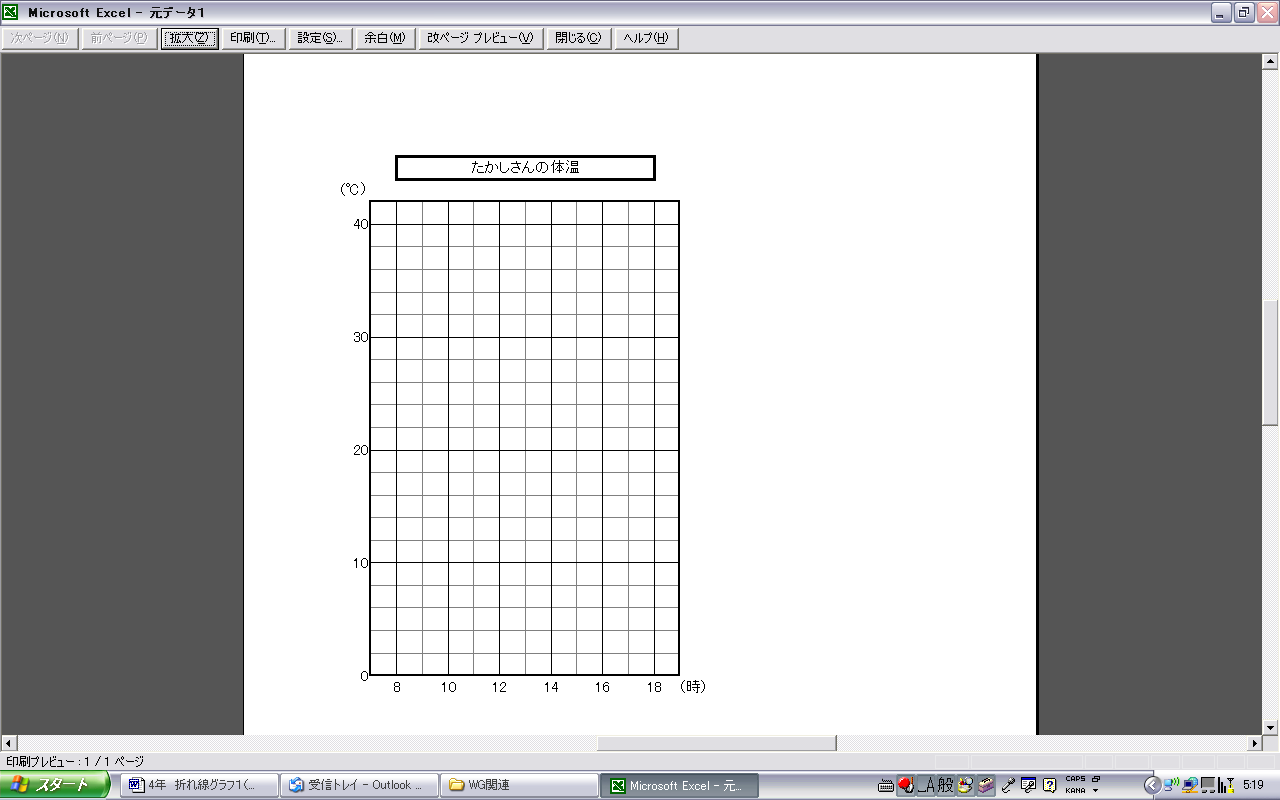 Microsoft Excel - 元データ1
次ページ(N) 前ページ(P) 拡大(Z) 印刷(T)... 設定(S)... 余白(M) 改ページ プレビュー(V) 閉じる(C) ヘルプ(H)
たかしさんの体温
(℃)
40
30
20
10
0
8 10 12 14 16 18 (時)
印刷プレビュー : 1 / 1 ページ
スタート 4年 折れ線グラフ1(... 受信トレイ - Outlook ... WG関連 Microsoft Excel - 元... _A 般 CAPS KANA 5:19